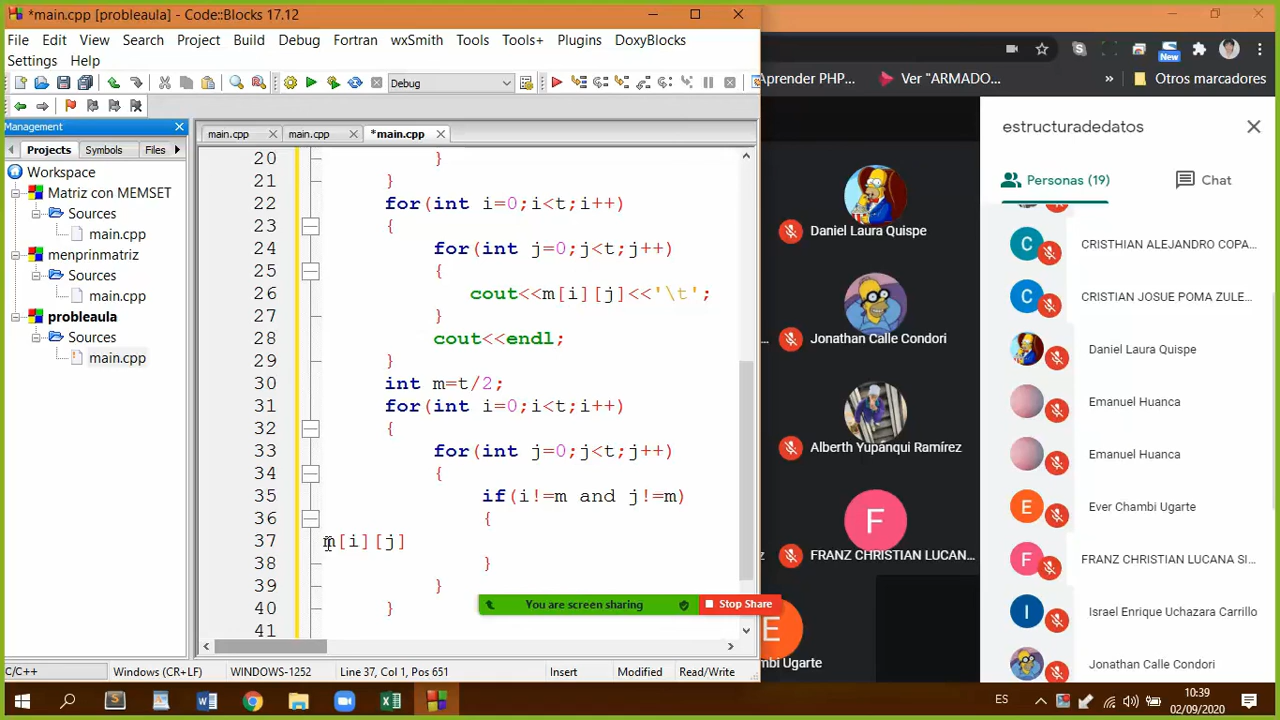 *main.cpp [probleaula] - Code::Blocks 17.12
File Edit View Search Project Build Debug Fortran wxSmith Tools Tools+ Plugins DoxyBlocks
Settings Help
Debug
Management
Projects Symbols Files
Workspace
Matriz con MEMSET
Sources
main.cpp
menprinmatriz
Sources
main.cpp
probleaula
Sources
main.cpp
main.cpp main.cpp *main.cpp
20 }
21 }
22 for(int i=0;i<t;i++)
23 {
24 for(int j=0;j<t;j++)
25 {
26 cout<<m[i][j]<<'\t';
27 }
28 cout<<endl;
29 }
30 int m=t/2;
31 for(int i=0;i<t;i++)
32 {
33 for(int j=0;j<t;j++)
34 {
35 if(i!=m and j!=m)
36 {
37 m[i][j]
38 }
39 }
40 }
41
You are screen sharing Stop Share
C/C++ Windows (CR+LF) WINDOWS-1252 Line 37, Col 1, Pos 651 Insert Modified Read/Write
New
Aprender PHP... Ver "ARMADO... » Otros marcadores
Daniel Laura Quispe
Jonathan Calle Condori
Alberth Yupanqui Ramírez
F
FRANZ CHRISTIAN LUCAN...
E
mbi Ugarte
estructuradedatos
Personas (19) Chat
C CRISTHIAN ALEJANDRO COPA...
C CRISTIAN JOSUE POMA ZULE...
Daniel Laura Quispe
Emanuel Huanca
Emanuel Huanca
E Ever Chambi Ugarte
F FRANZ CHRISTIAN LUCANA SI...
I Israel Enrique Uchazara Carrillo
Jonathan Calle Condori
ES 10:39
02/09/2020